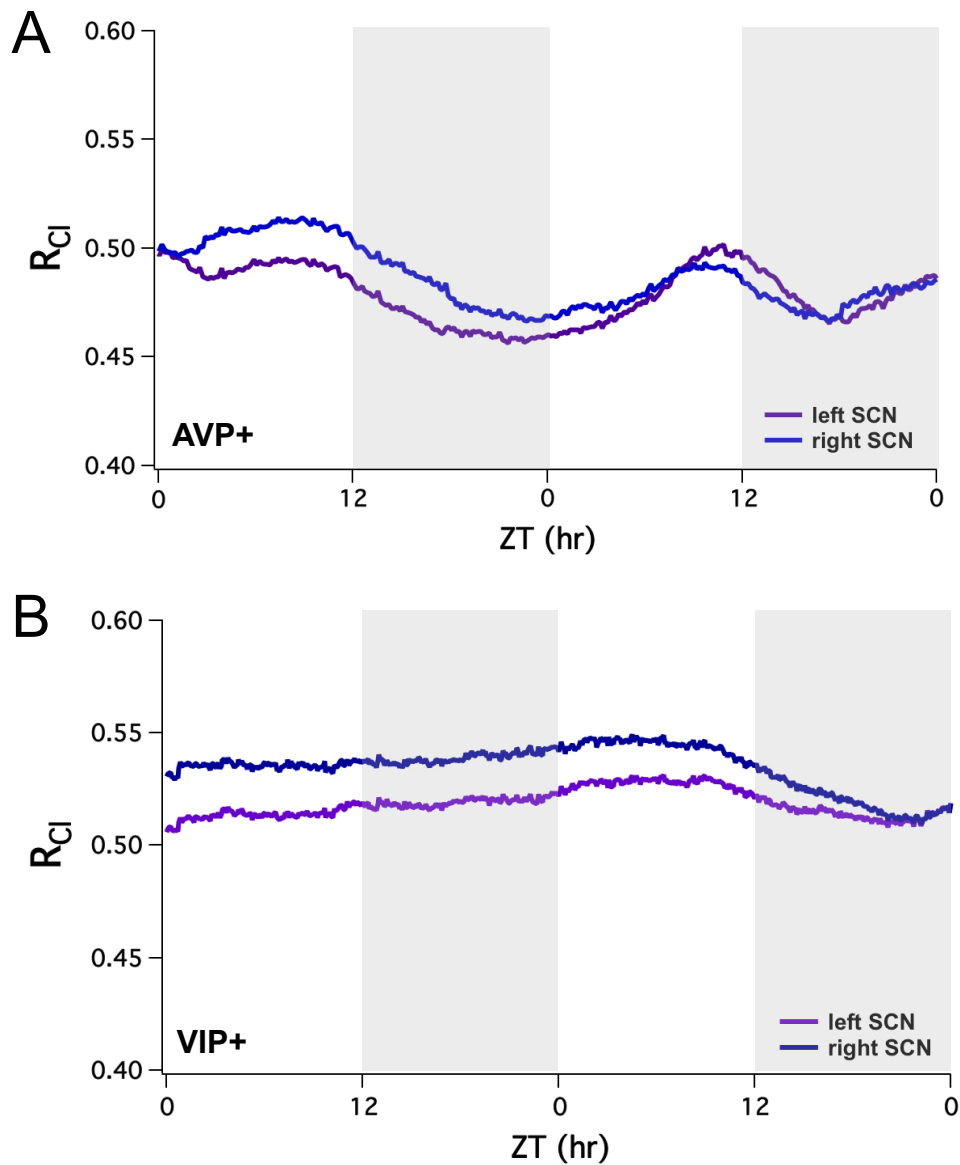 A
0.60
0.55
0.50
0.45
0.40
R_Cl
AVP+
left SCN
right SCN
0 12 0 12 0
ZT (hr)
B
0.60
0.55
0.50
0.45
0.40
R_Cl
VIP+
left SCN
right SCN
0 12 0 12 0
ZT (hr)